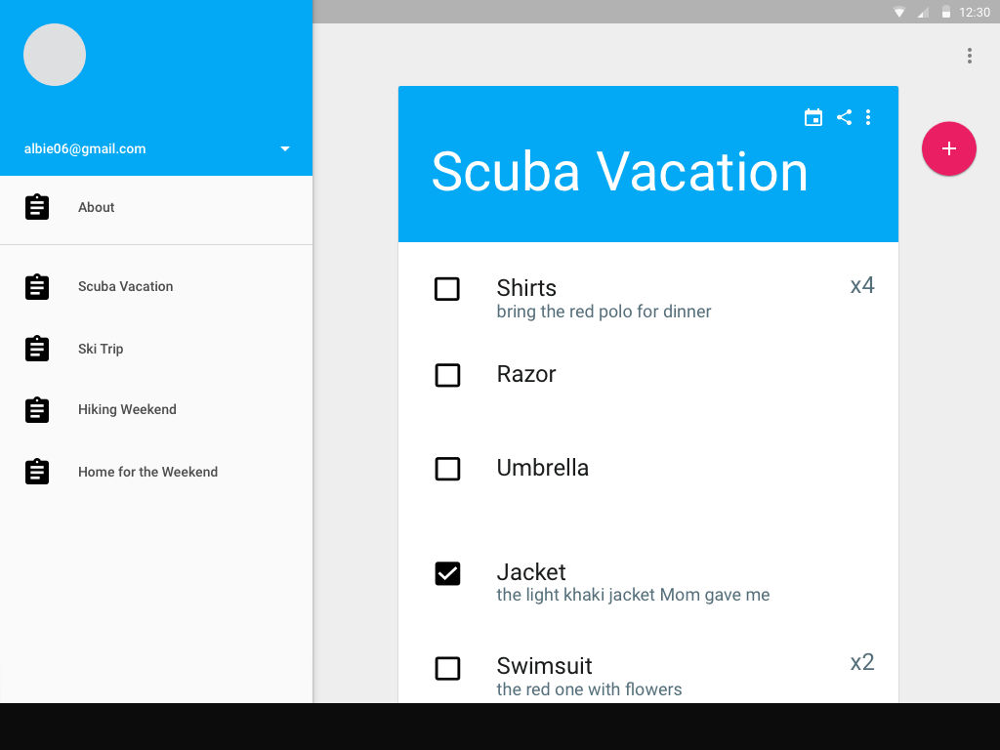 12:30
albie06@gmail.com
About
Scuba Vacation
Ski Trip
Hiking Weekend
Home for the Weekend
Scuba Vacation
Shirts
x4
bring the red polo for dinner
Razor
Umbrella
Jacket
the light khaki jacket Mom gave me
Swimsuit
x2
the red one with flowers